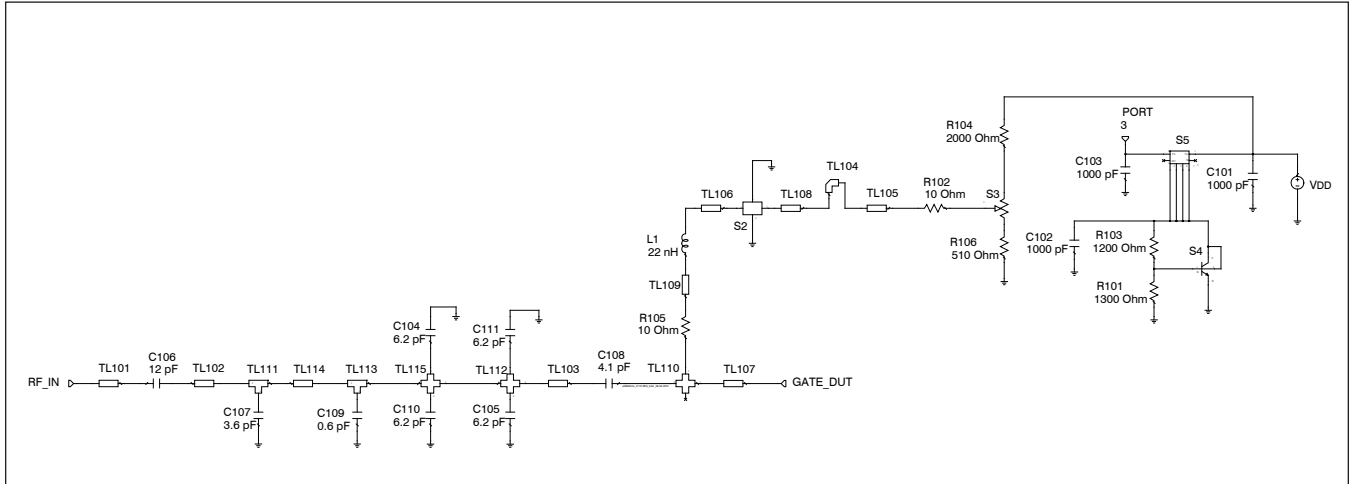 R104
2000 Ohm
PORT
3
S5
C103
1000 pF
C101
1000 pF
VDD
TL104
TL106
TL108
TL105
R102
10 Ohm
S3
S2
R106
510 Ohm
C102
1000 pF
R103
1200 Ohm
S4
R101
1300 Ohm
L1
22 nH
TL109
R105
10 Ohm
C104
6.2 pF
C111
6.2 pF
RF_IN
TL101
C106
12 pF
TL102
TL111
TL114
TL113
TL115
TL112
TL103
C108
4.1 pF
TL110
TL107
GATE_DUT
C107
3.6 pF
C109
0.6 pF
C110
6.2 pF
C105
6.2 pF